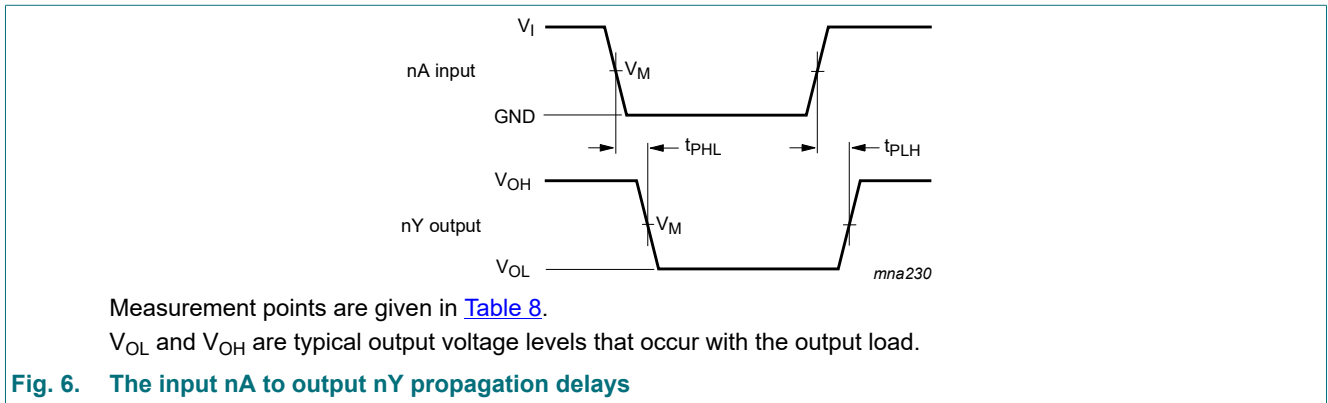 V_I
nA input
V_M
GND
t_PHL
t_PLH
V_OH
nY output
V_M
V_OL
mna230
Measurement points are given in Table 8.
V_OL and V_OH are typical output voltage levels that occur with the output load.
Fig. 6. The input nA to output nY propagation delays